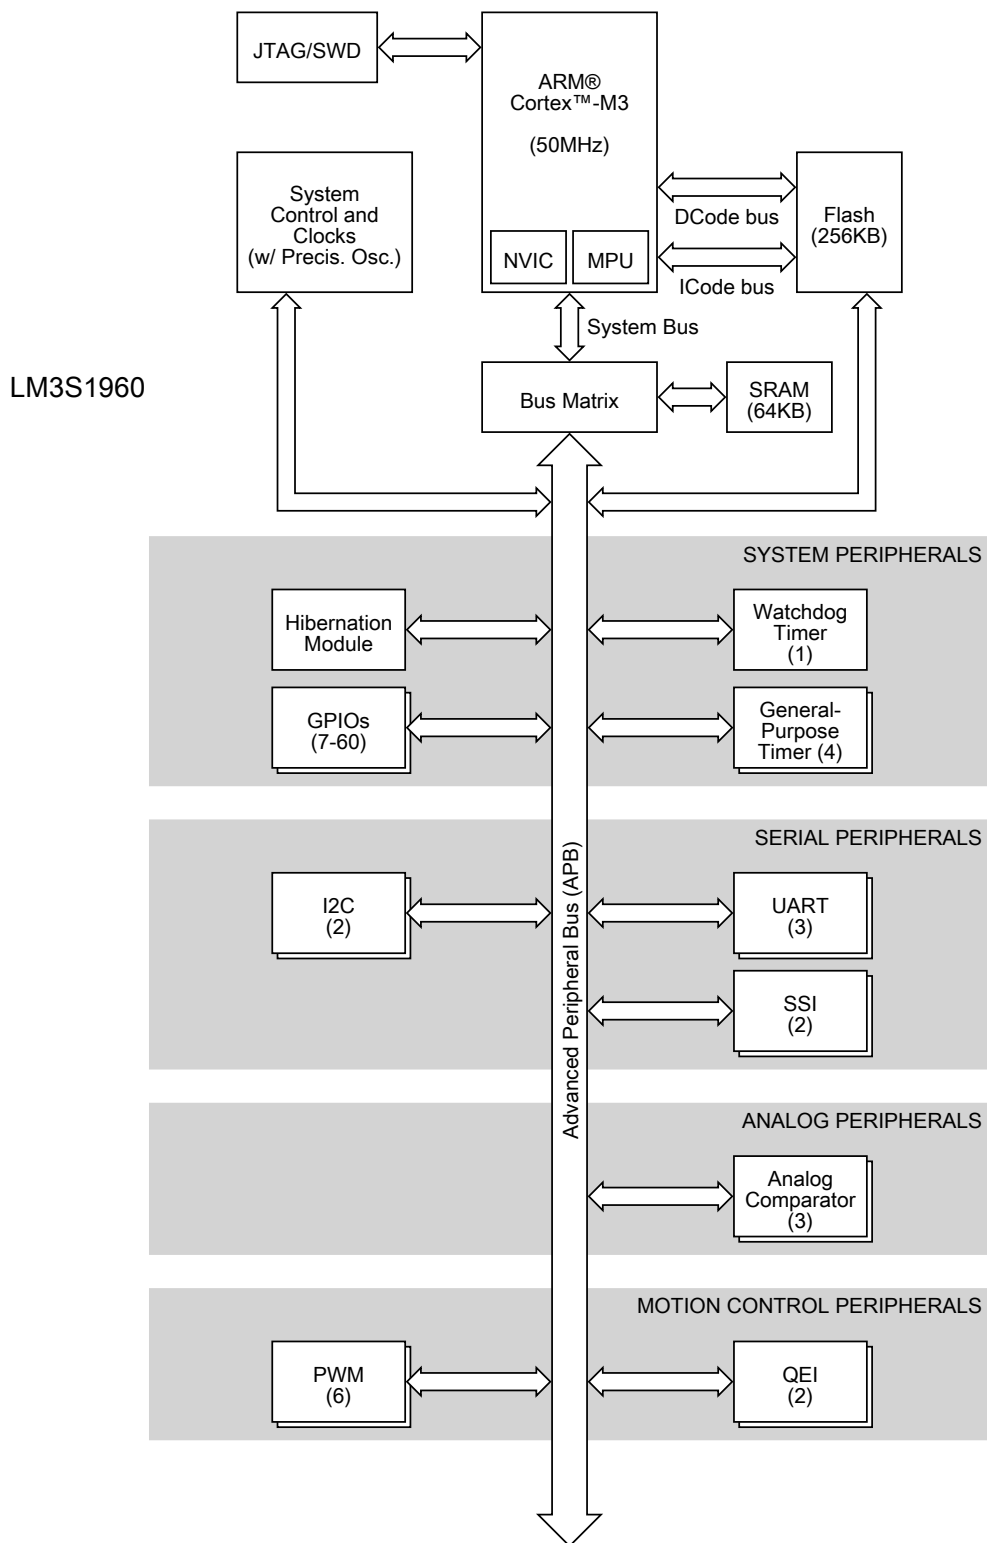 JTAG/SWD
ARM®
Cortex™-M3
(50MHz)
System
Control and
Clocks
(w/ Precis. Osc.)
DCode bus
Flash
(256KB)
NVIC
MPU
ICode bus
System Bus
LM3S1960
Bus Matrix
SRAM
(64KB)
SYSTEM PERIPHERALS
Hibernation
Module
Watchdog
Timer
(1)
GPIOs
(7-60)
General-
Purpose
Timer (4)
Advanced Peripheral Bus (APB)
SERIAL PERIPHERALS
I2C
(2)
UART
(3)
SSI
(2)
ANALOG PERIPHERALS
Analog
Comparator
(3)
MOTION CONTROL PERIPHERALS
PWM
(6)
QEI
(2)